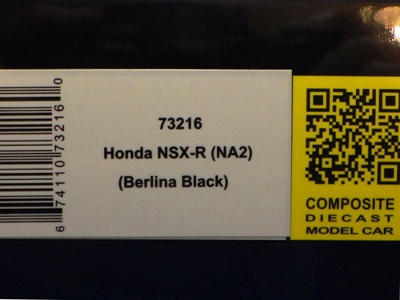 6 74110 73216 0
73216
Honda NSX-R (NA2)
(Berlina Black)
COMPOSITE
DIECAST
MODEL CAR